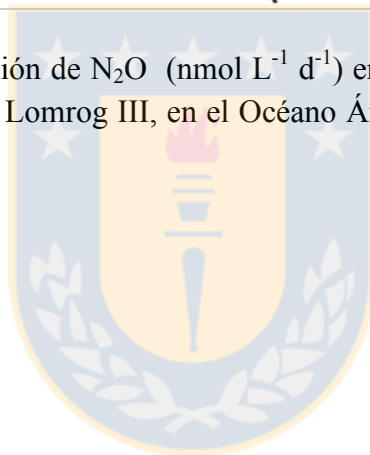 ión de N₂O (nmol L⁻¹ d⁻¹) en
Lomrog III, en el Océano